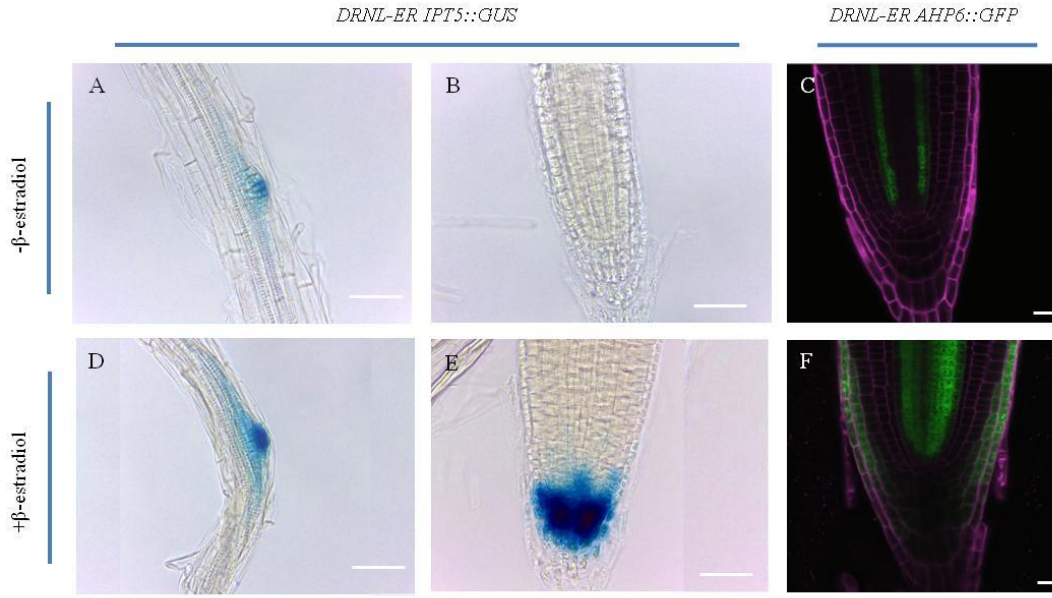 DRNL-ER IPT5::GUS
DRNL-ER AHP6::GFP
-β-estradiol
A
B
C
+β-estradiol
D
E
F